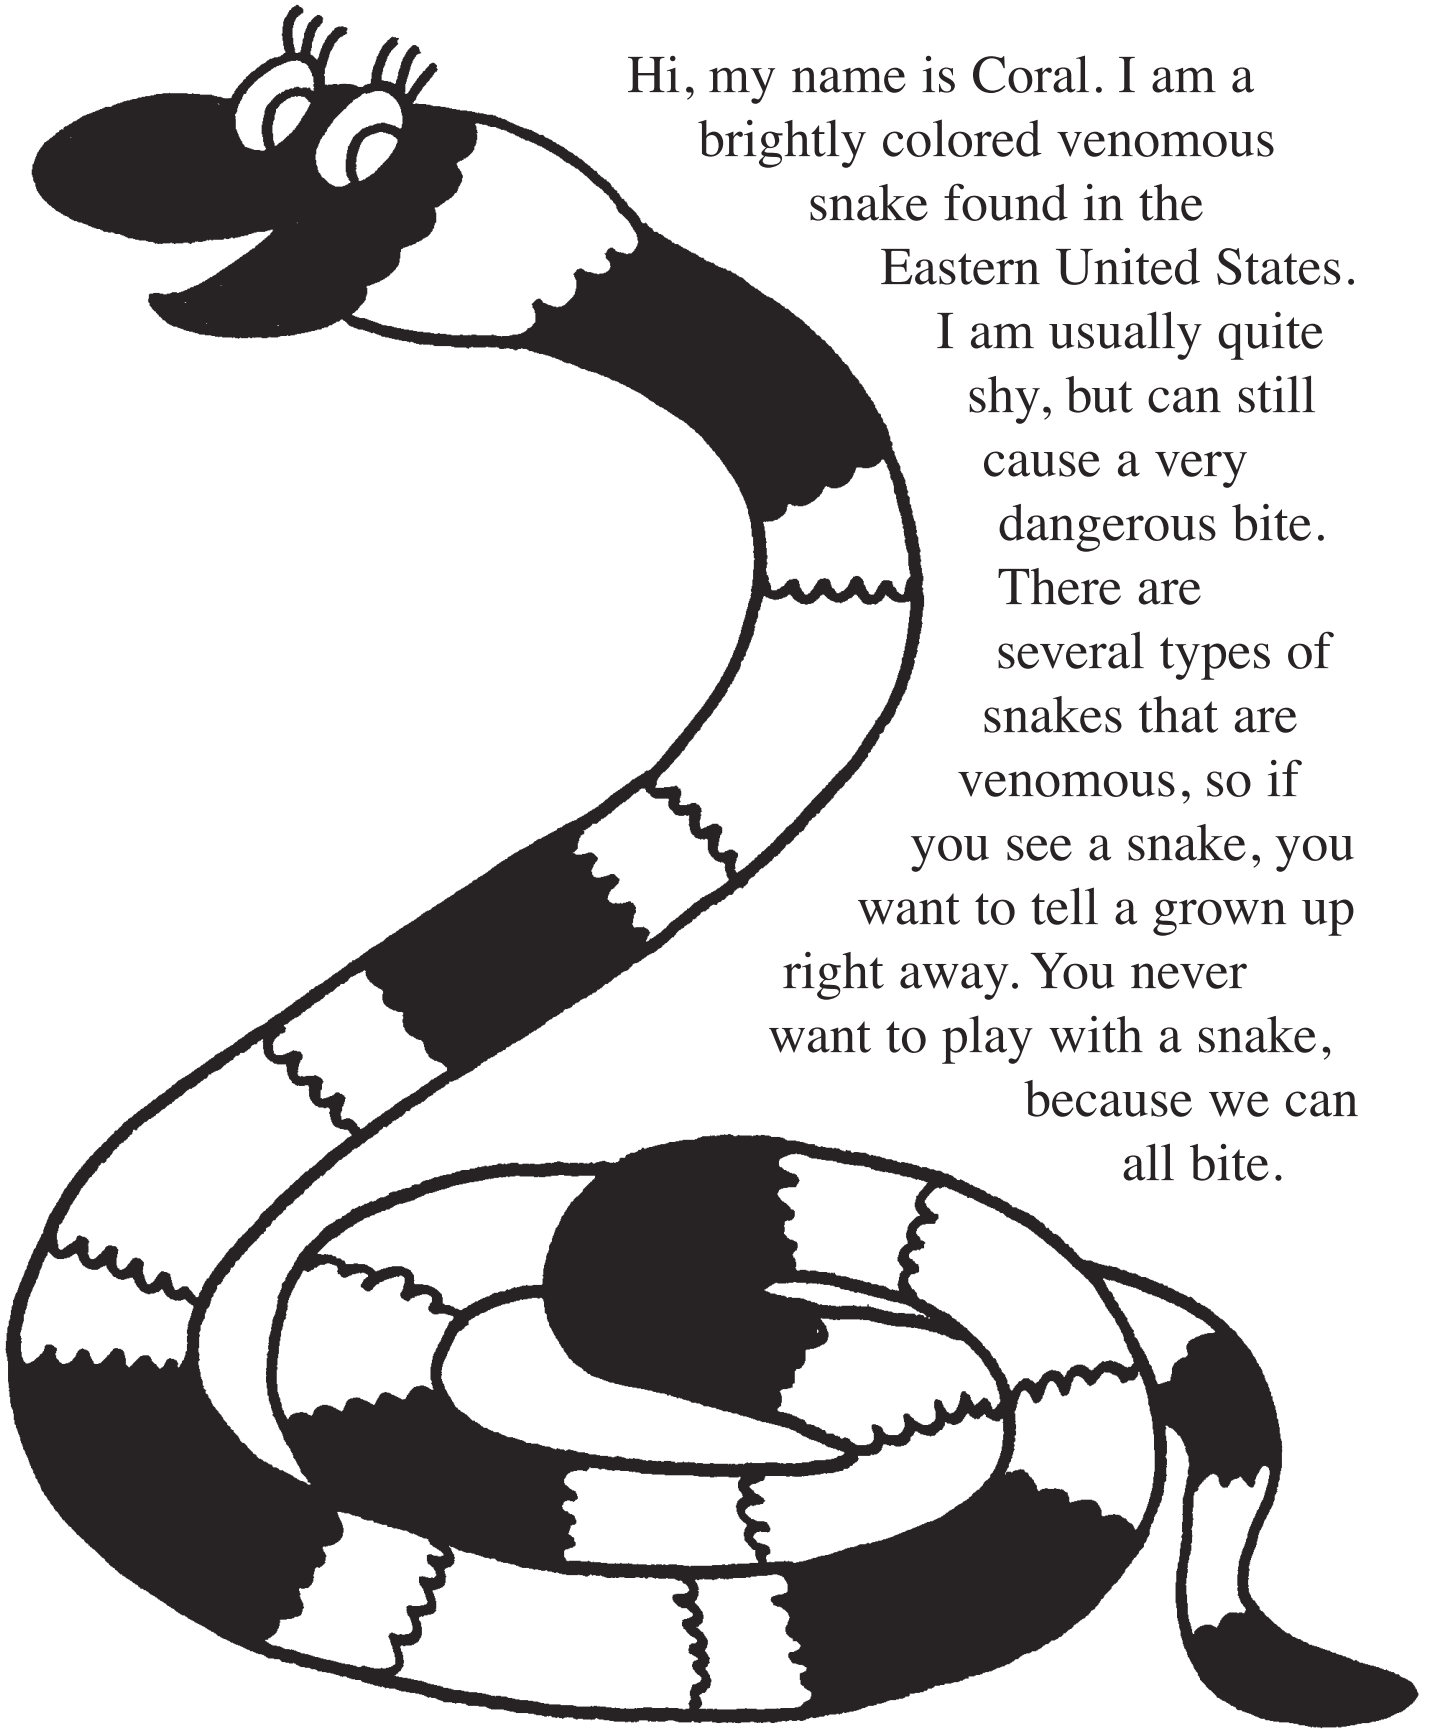 Hi, my name is Coral. I am a
brightly colored venomous
snake found in the
Eastern United States.
I am usually quite
shy, but can still
cause a very
dangerous bite.
There are
several types of
snakes that are
venomous, so if
you see a snake, you
want to tell a grown up
right away. You never
want to play with a snake,
because we can
all bite.